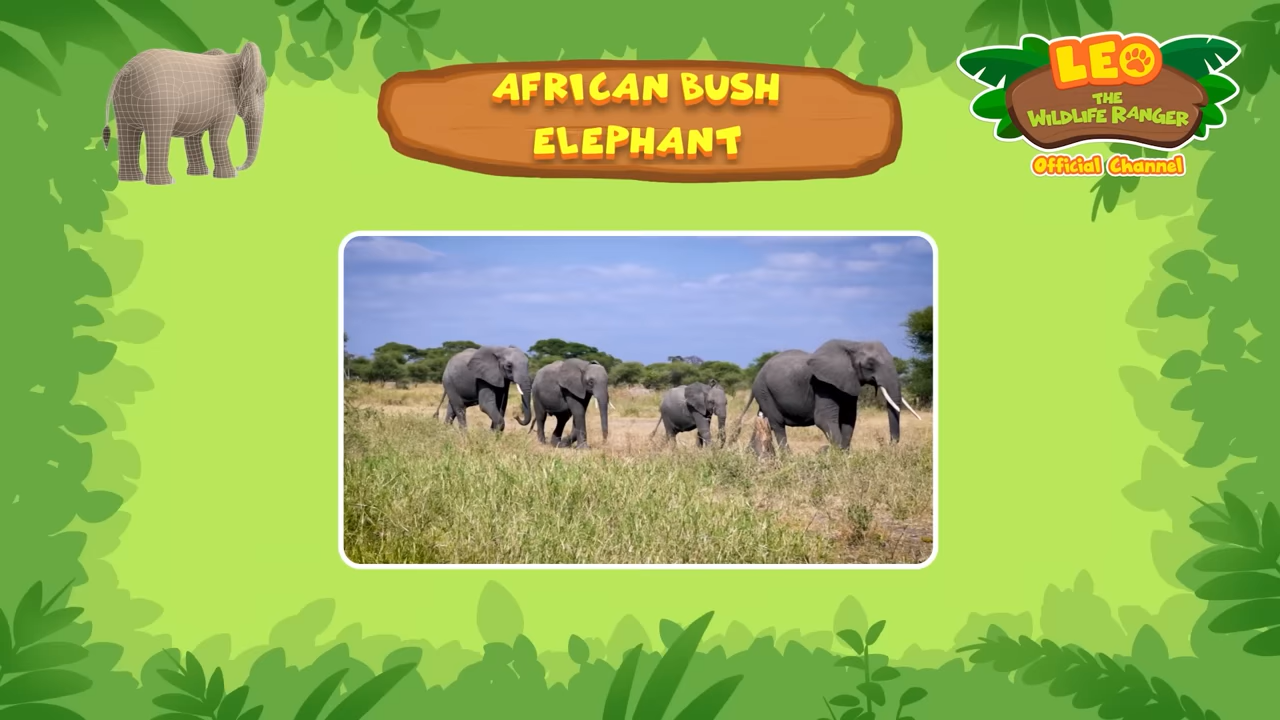 AFRICAN BUSH
ELEPHANT
LEO
THE
WILDLIFE RANGER
Official Channel